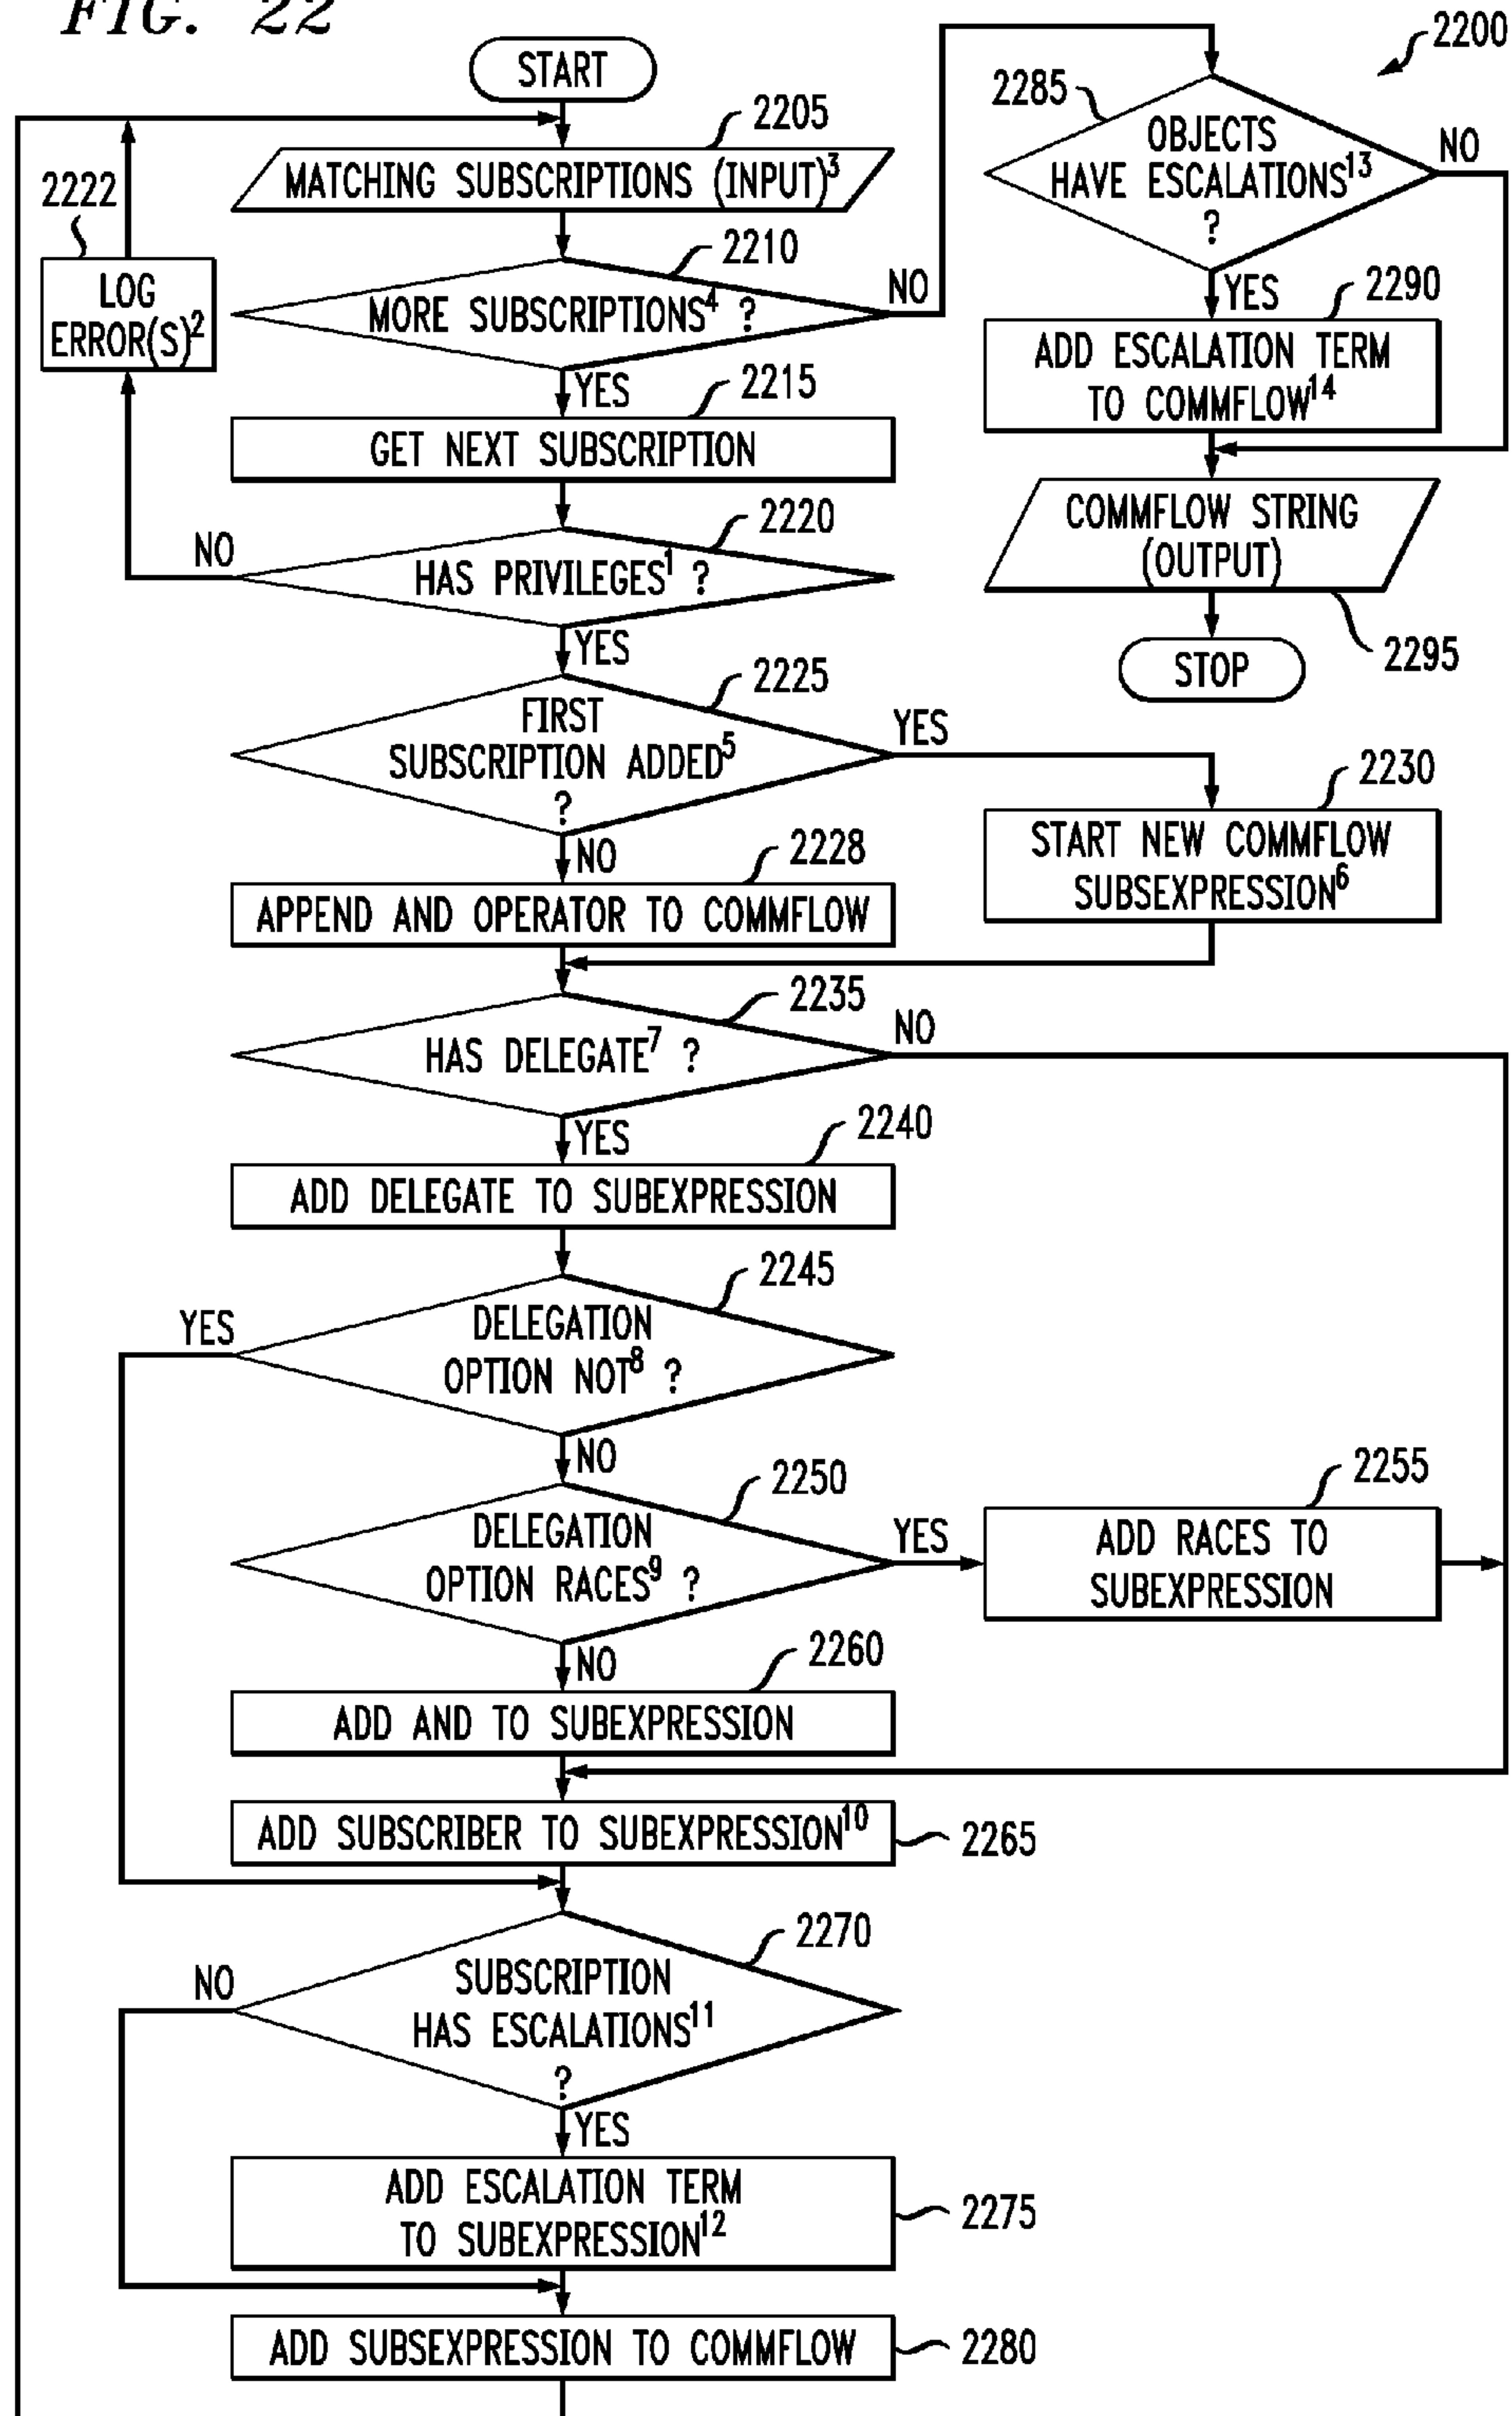 FIG. 22
2200
START
2205
MATCHING SUBSCRIPTIONS (INPUT)3
2210
MORE SUBSCRIPTIONS4 ?
NO
YES
2222
LOG
ERROR(S)2
2215
GET NEXT SUBSCRIPTION
2220
HAS PRIVILEGES1 ?
NO
YES
2225
FIRST
SUBSCRIPTION ADDED5
?
YES
NO
2228
APPEND AND OPERATOR TO COMMFLOW
2230
START NEW COMMFLOW
SUBSEXPRESSION6
2235
HAS DELEGATE7 ?
NO
YES
2240
ADD DELEGATE TO SUBEXPRESSION
2245
DELEGATION
OPTION NOT8 ?
YES
NO
2250
DELEGATION
OPTION RACES9 ?
YES
2255
ADD RACES TO
SUBEXPRESSION
NO
2260
ADD AND TO SUBEXPRESSION
ADD SUBSCRIBER TO SUBEXPRESSION10
2265
2270
SUBSCRIPTION
HAS ESCALATIONS11
?
NO
YES
ADD ESCALATION TERM
TO SUBEXPRESSION12
2275
ADD SUBSEXPRESSION TO COMMFLOW
2280
2285
OBJECTS
HAVE ESCALATIONS13
?
NO
YES
2290
ADD ESCALATION TERM
TO COMMFLOW14
COMMFLOW STRING
(OUTPUT)
2295
STOP